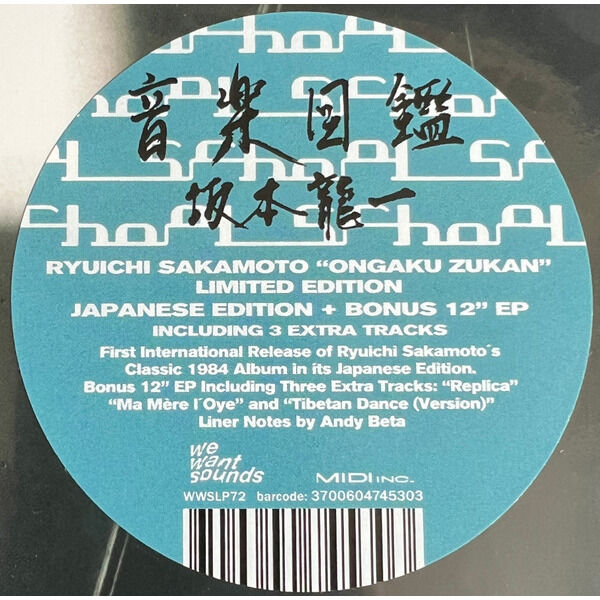 音楽図鑑
坂本龍一
RYUICHI SAKAMOTO “ONGAKU ZUKAN”
LIMITED EDITION
JAPANESE EDITION + BONUS 12” EP
INCLUDING 3 EXTRA TRACKS
First International Release of Ryuichi Sakamoto´s
Classic 1984 Album in its Japanese Edition.
Bonus 12” EP Including Three Extra Tracks: “Replica”
“Ma Mère l´Oye” and “Tibetan Dance (Version)”
Liner Notes by Andy Beta
we
want
sounds
MIDI INC.
WWSLP72 barcode: 3700604745303